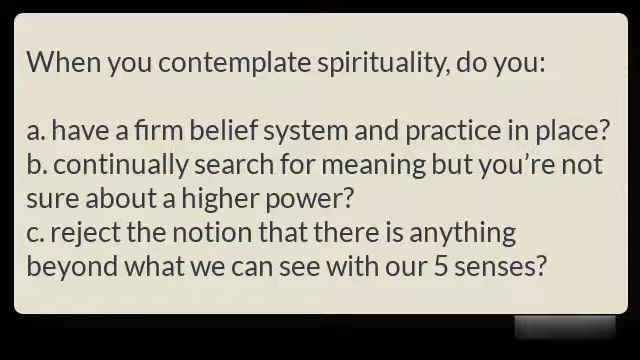 When you contemplate spirituality, do you:
a. have a firm belief system and practice in place?
b. continually search for meaning but you’re not
sure about a higher power?
c. reject the notion that there is anything
beyond what we can see with our 5 senses?